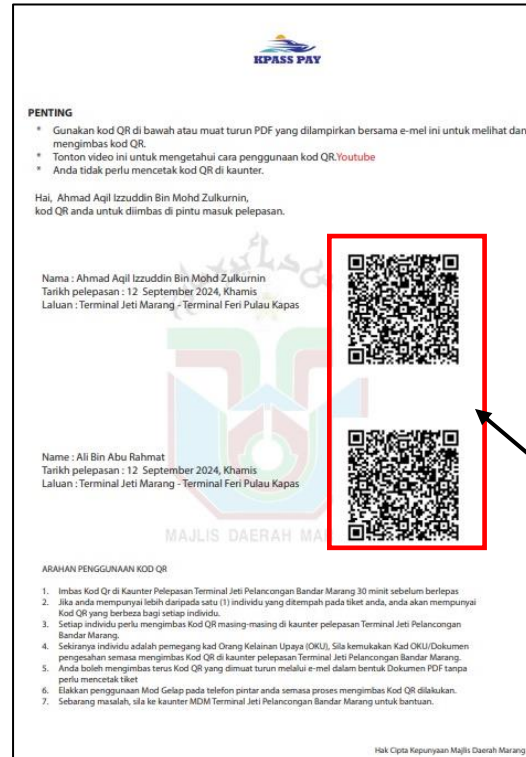 KPASS PAY
PENTING
* Gunakan kod QR di bawah atau muat turun PDF yang dilampirkan bersama e-mel ini untuk melihat dan
mengimbas kod QR.
* Tonton video ini untuk mengetahui cara penggunaan kod QR.Youtube
* Anda tidak perlu mencetak kod QR di kaunter.
Hai, Ahmad Aqil Izzuddin Bin Mohd Zulkurnin,
kod QR anda untuk diimbas di pintu masuk pelepasan.
Nama : Ahmad Aqil Izzuddin Bin Mohd Zulkurnin
Tarikh pelepasan : 12 September 2024, Khamis
Laluan : Terminal Jeti Marang - Terminal Feri Pulau Kapas
Name : Ali Bin Abu Rahmat
Tarikh pelepasan : 12 September 2024, Khamis
Laluan : Terminal Jeti Marang - Terminal Feri Pulau Kapas
MAJLIS DAERAH
ARAHAN PENGGUNAAN KOD QR
1. Imbas Kod Qr di Kaunter Pelepasan Terminal Jeti Pelancongan Bandar Marang 30 minit sebelum berlepas
2. Jika anda mempunyai lebih daripada satu (1) individu yang ditempah pada tiket anda, anda akan mempunyai
Kod QR yang berbeza bagi setiap individu.
3. Setiap individu perlu mengimbas Kod QR masing-masing di kaunter pelepasan Terminal Jeti Pelancongan
Bandar Marang.
4. Sekiranya individu adalah pemegang kad Orang Kelainan Upaya (OKU), Sila kemukakan Kad OKU/Dokumen
pengesahan semasa mengimbas Kod QR di kaunter pelepasan Terminal Jeti Pelancongan Bandar Marang.
5. Anda boleh mengimbas terus Kod QR yang dimuat turun melalui e-mel dalam bentuk Dokumen PDF tanpa
perlu mencetak tiket
6. Elakkan penggunaan Mod Gelap pada telefon pintar anda semasa proses mengimbas Kod QR dilakukan.
7. Sebarang masalah, sila ke kaunter MDM Terminal Jeti Pelancongan Bandar Marang untuk bantuan.
Hak Cipta Kepunyaan Majlis Daerah Marang